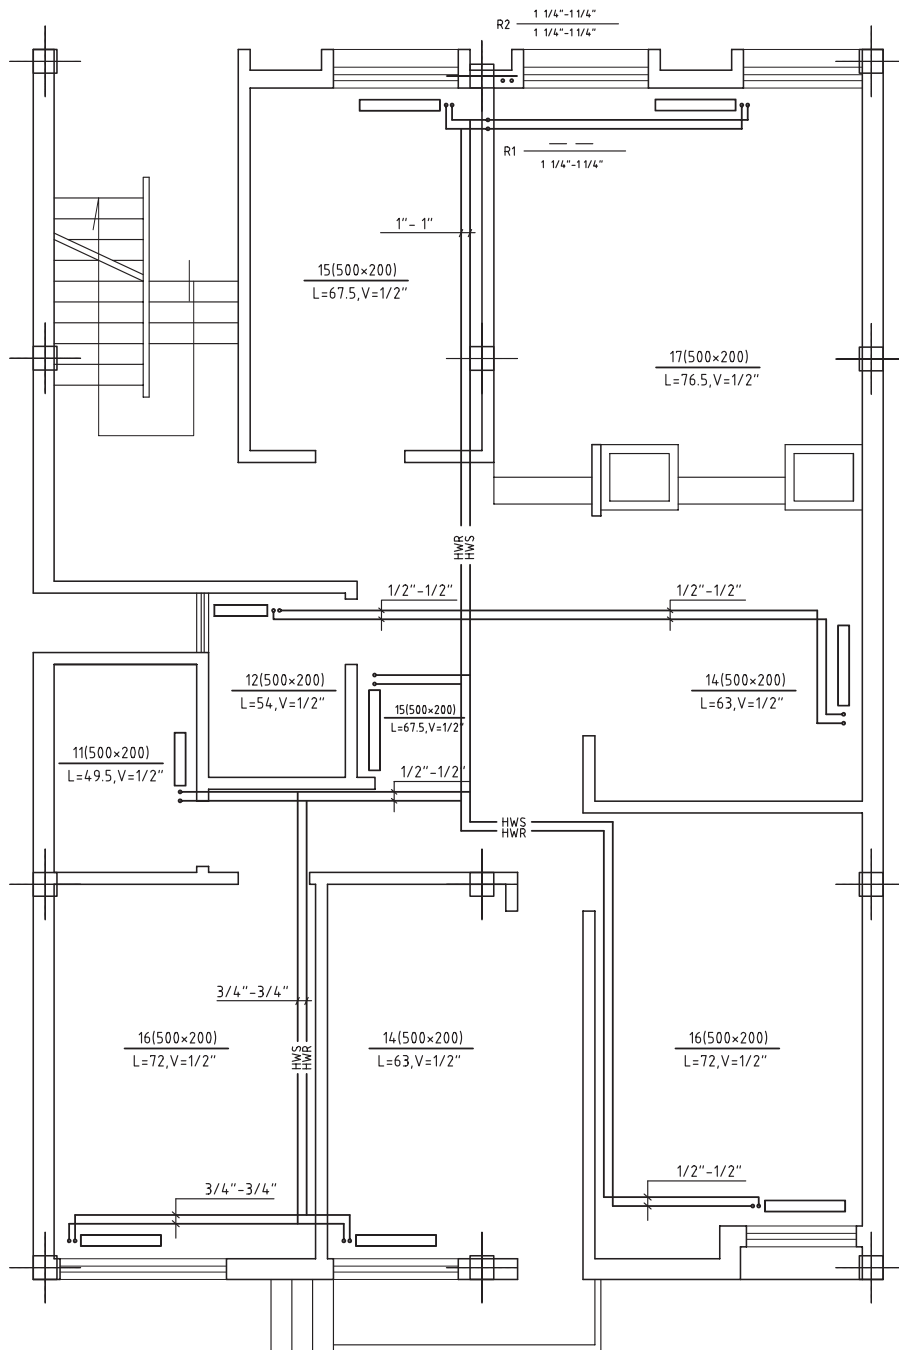 1 1/4"-1 1/4"
R2
1 1/4"-1 1/4"
R1
1 1/4"-1 1/4"
1"- 1"
15(500×200)
L=67.5,V=1/2"
17(500×200)
L=76.5,V=1/2"
HWR
HWS
1/2"-1/2"
1/2"-1/2"
12(500×200)
L=54,V=1/2"
14(500×200)
L=63,V=1/2"
15(500×200)
L=67.5,V=1/2"
11(500×200)
L=49.5,V=1/2"
1/2"-1/2"
HWS
HWR
3/4"-3/4"
16(500×200)
L=72,V=1/2"
HWS
HWR
14(500×200)
L=63,V=1/2"
16(500×200)
L=72,V=1/2"
1/2"-1/2"
3/4"-3/4"